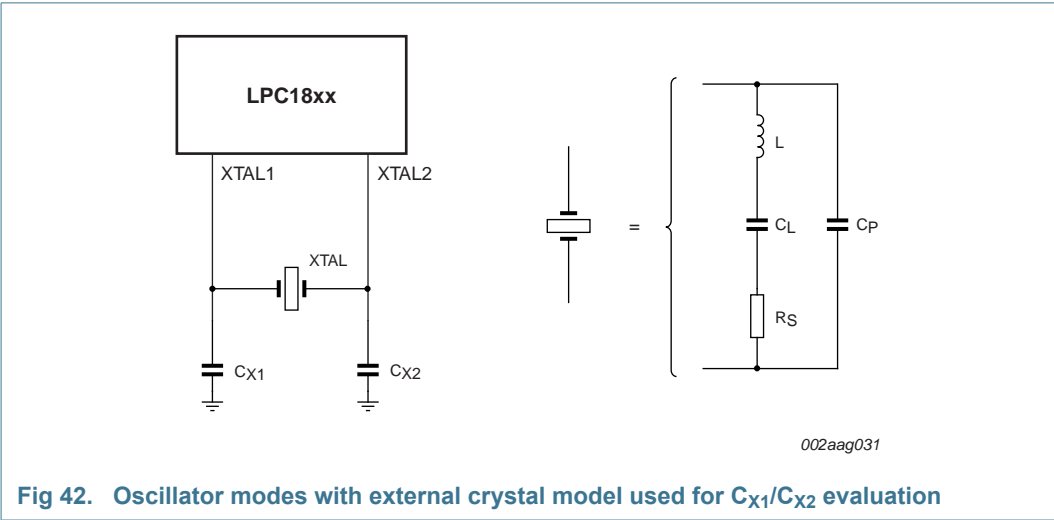 LPC18xx
XTAL1
XTAL2
XTAL
CX1
CX2
=
L
CL
CP
RS
002aag031
Fig 42. Oscillator modes with external crystal model used for CX1/CX2 evaluation